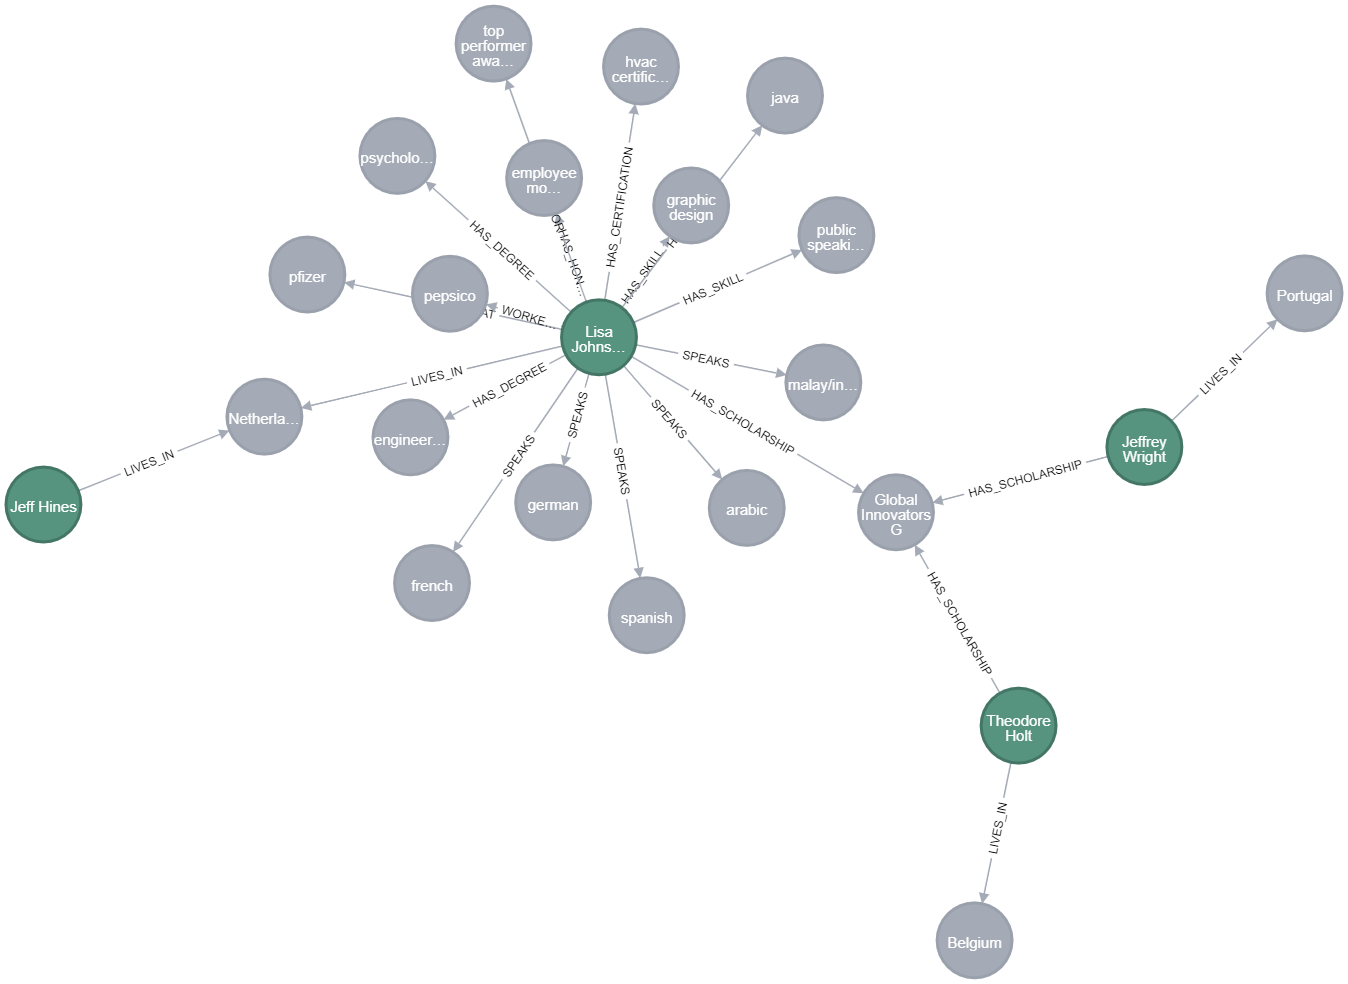 top
performer
awa…
hvac
certific…
java
psycholo…
employee
mo…
HAS_CERTIFICATION
graphic
design
public
speaki…
HAS_DEGREE
HAS_HON…
HAS_SKILL
HAS_SKILL
pfizer
pepsico
AT
WORKE…
Lisa
Johns…
Portugal
LIVES_IN
HAS_DEGREE
SPEAKS
malay/in…
LIVES_IN
Netherla…
engineer…
SPEAKS
SPEAKS
SPEAKS
SPEAKS
HAS_SCHOLARSHIP
Jeffrey
Wright
LIVES_IN
Jeff Hines
german
arabic
Global
Innovators
G
HAS_SCHOLARSHIP
french
spanish
HAS_SCHOLARSHIP
Theodore
Holt
LIVES_IN
Belgium